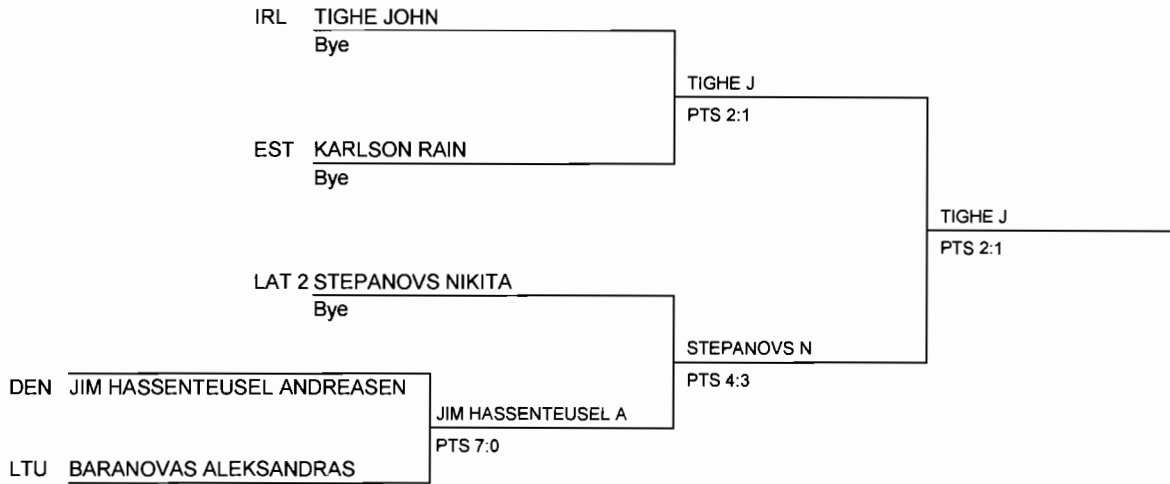 IRL TIGHE JOHN
Bye
TIGHE J
PTS 2:1
EST KARLSON RAIN
Bye
TIGHE J
PTS 2:1
LAT 2 STEPANOVS NIKITA
Bye
STEPANOVS N
PTS 4:3
DEN JIM HASSENTEUSEL ANDREASEN
JIM HASSENTEUSEL A
PTS 7:0
LTU BARANOVAS ALEKSANDRAS